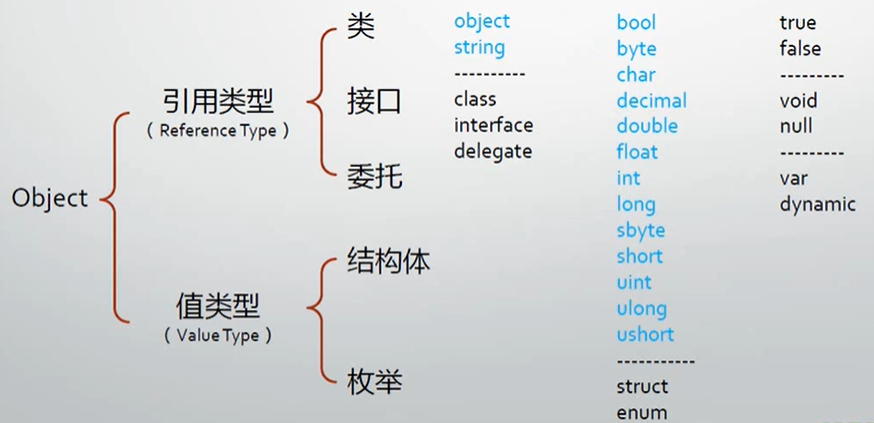 Object
引用类型
( Reference Type )
值类型
( Value Type )
类
接口
委托
结构体
枚举
object
string
----------
class
interface
delegate
bool
byte
char
decimal
double
float
int
long
sbyte
short
uint
ulong
ushort
-----------
struct
enum
true
false
---------
void
null
---------
var
dynamic